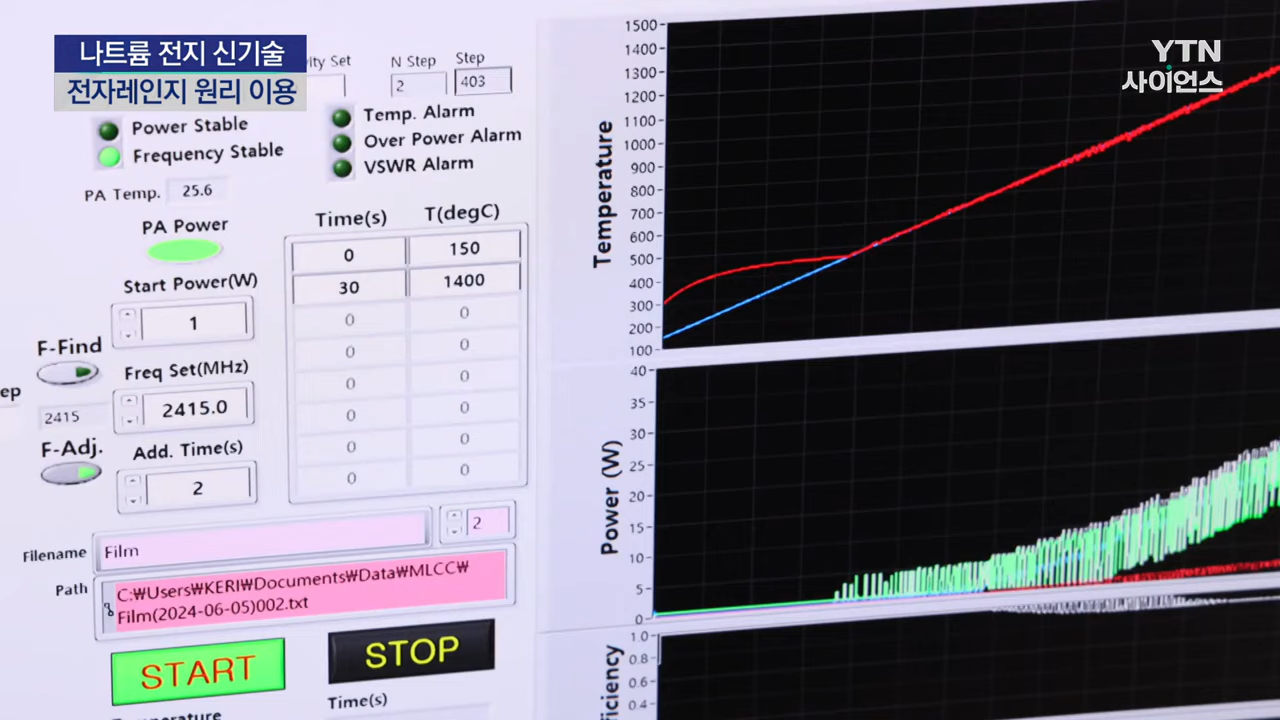 나트륨 전지 신기술
전자레인지 원리 이용
YTN
사이언스
ity Set
N Step
2
Step
403
Power Stable
Frequency Stable
Temp. Alarm
Over Power Alarm
VSWR Alarm
PA Temp. 25.6
PA Power
Start Power(W)
1
F-Find
Freq Set(MHz)
2415.0
ep
2415
F-Adj.
Add. Time(s)
2
Time(s) T(degC)
0 150
30 1400
0 0
0 0
0 0
0 0
0 0
0 0
Filename Film 2
Path C:₩Users₩KERI₩Documents₩Data₩MLCC₩
Film(2024-06-05)002.txt
START
STOP
Temperature
Time(s)
Temperature
1500
1400
1300
1200
1100
1000
900
800
700
600
500
400
300
200
100
Power (W)
40
35
30
25
20
15
10
5
0
ficiency
1.0
0.8
0.6
0.4